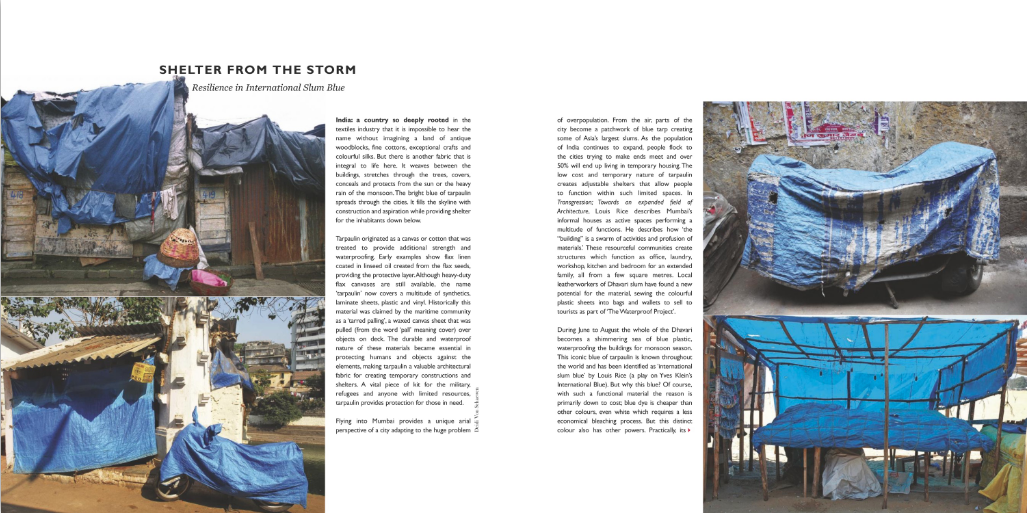 SHELTER FROM THE STORM
Resilience in International Slum Blue
India: a country so deeply rooted in the
textiles industry that it is impossible to hear the
name without imagining a land of antique
woodblocks, fine cottons, exceptional crafts and
colourful silks. But there is another fabric that is
integral to life here. It weaves between the
buildings, stretches through the trees, covers,
conceals and protects from the sun or the heavy
rain of the monsoon. The bright blue of tarpaulin
spreads through the cities. It fills the skyline with
construction and aspiration while providing shelter
for the inhabitants down below.
Tarpaulin originated as a canvas or cotton that was
treated to provide additional strength and
waterproofing. Early examples show flax linen
coated in linseed oil created from the flax seeds,
providing the protective layer. Although heavy-duty
flax canvases are still available, the name
'tarpaulin' now covers a multitude of synthetics,
laminate sheets, plastic and vinyl. Historically this
material was claimed by the maritime community
as a 'tarred palling', a waxed canvas sheet that was
pulled (from the word 'pall' meaning cover) over
objects on dock. The durable and waterproof
nature of these materials became essential in
protecting humans and objects against the
elements, making tarpaulin a valuable architectural
fabric for creating temporary constructions and
shelters. A vital piece of kit for the military,
refugees and anyone with limited resources,
tarpaulin provides protection for those in need.
Flying into Mumbai provides a unique arial
perspective of a city adapting to the huge problem
of overpopulation. From the air, parts of the
city become a patchwork of blue tarp creating
some of Asia's largest slums. As the population
of India continues to expand, people flock to
the cities trying to make ends meet and over
50% will end up living in temporary housing. The
low cost and temporary nature of tarpaulin
creates adjustable shelters that allow people
to function within such limited spaces. In
Transgression; Towards an expanded field of
Architecture, Louis Rice describes Mumbai's
informal houses as active spaces performing a
multitude of functions. He describes how 'the
"building" is a swarm of activities and profusion of
materials.' These resourceful communities create
structures which function as office, laundry,
workshop, kitchen and bedroom for an extended
family, all from a few square metres. Local
leatherworkers of Dhavari slum have found a new
potential for the material, sewing the colourful
plastic sheets into bags and wallets to sell to
tourists as part of 'The Waterproof Project'.
During June to August the whole of the Dhavari
becomes a shimmering sea of blue plastic,
waterproofing the buildings for monsoon season.
This iconic blue of tarpaulin is known throughout
the world and has been identified as 'international
slum blue' by Louis Rice (a play on Yves Klein's
International Blue). But why this blue? Of course,
with such a functional material the reason is
primarily down to cost: blue dye is cheaper than
other colours, even white which requires a less
economical bleaching process. But this distinct
colour also has other powers. Practically, its